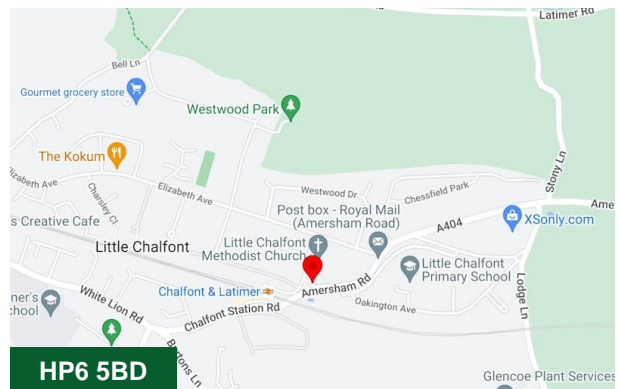 Latimer Rd
Bell Ln
Gourmet grocery store
Westwood Park
The Kokum
Elizabeth Ave
Elizabeth Ave
Charsley Cl
Westwood Dr
Chessfield Park
Stony Ln
Post box - Royal Mail
(Amersham Road)
A404
Ame
XSonly.com
's Creative Cafe
Little Chalfont
Little Chalfont
Methodist Church
Little Chalfont
Primary School
Chalfont & Latimer
Amersham Rd
Lodge Ln
ner's
chool
White Lion Rd
Chalfont Station Rd
Oakington Ave
Burtons Ln
HP6 5BD
Glencoe Plant Services